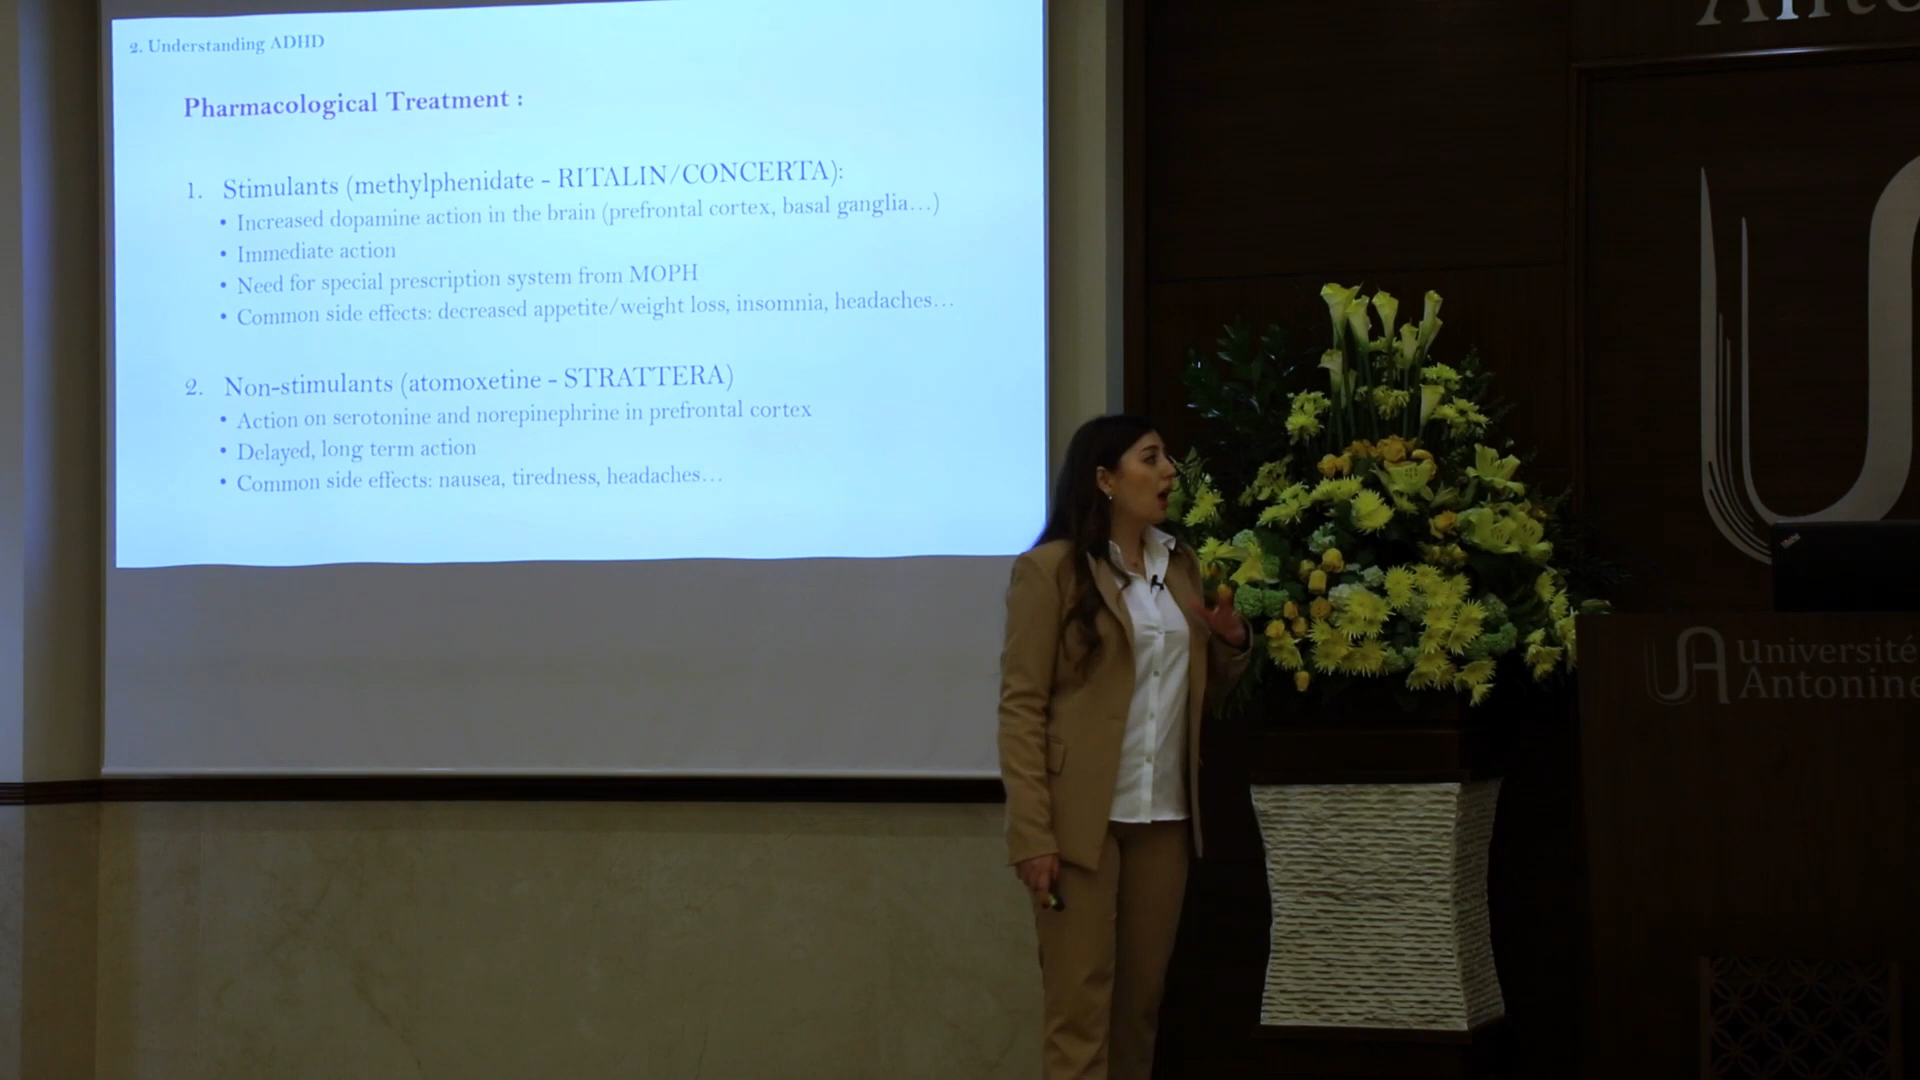 2. Understanding ADHD
Pharmacological Treatment :
1. Stimulants (methylphenidate - RITALIN/CONCERTA):
• Increased dopamine action in the brain (prefrontal cortex, basal ganglia…)
• Immediate action
• Need for special prescription system from MOPH
• Common side effects: decreased appetite/weight loss, insomnia, headaches…
2. Non-stimulants (atomoxetine - STRATTERA)
• Action on serotonine and norepinephrine in prefrontal cortex
• Delayed, long term action
• Common side effects: nausea, tiredness, headaches…
UA
UA Université
Antonine